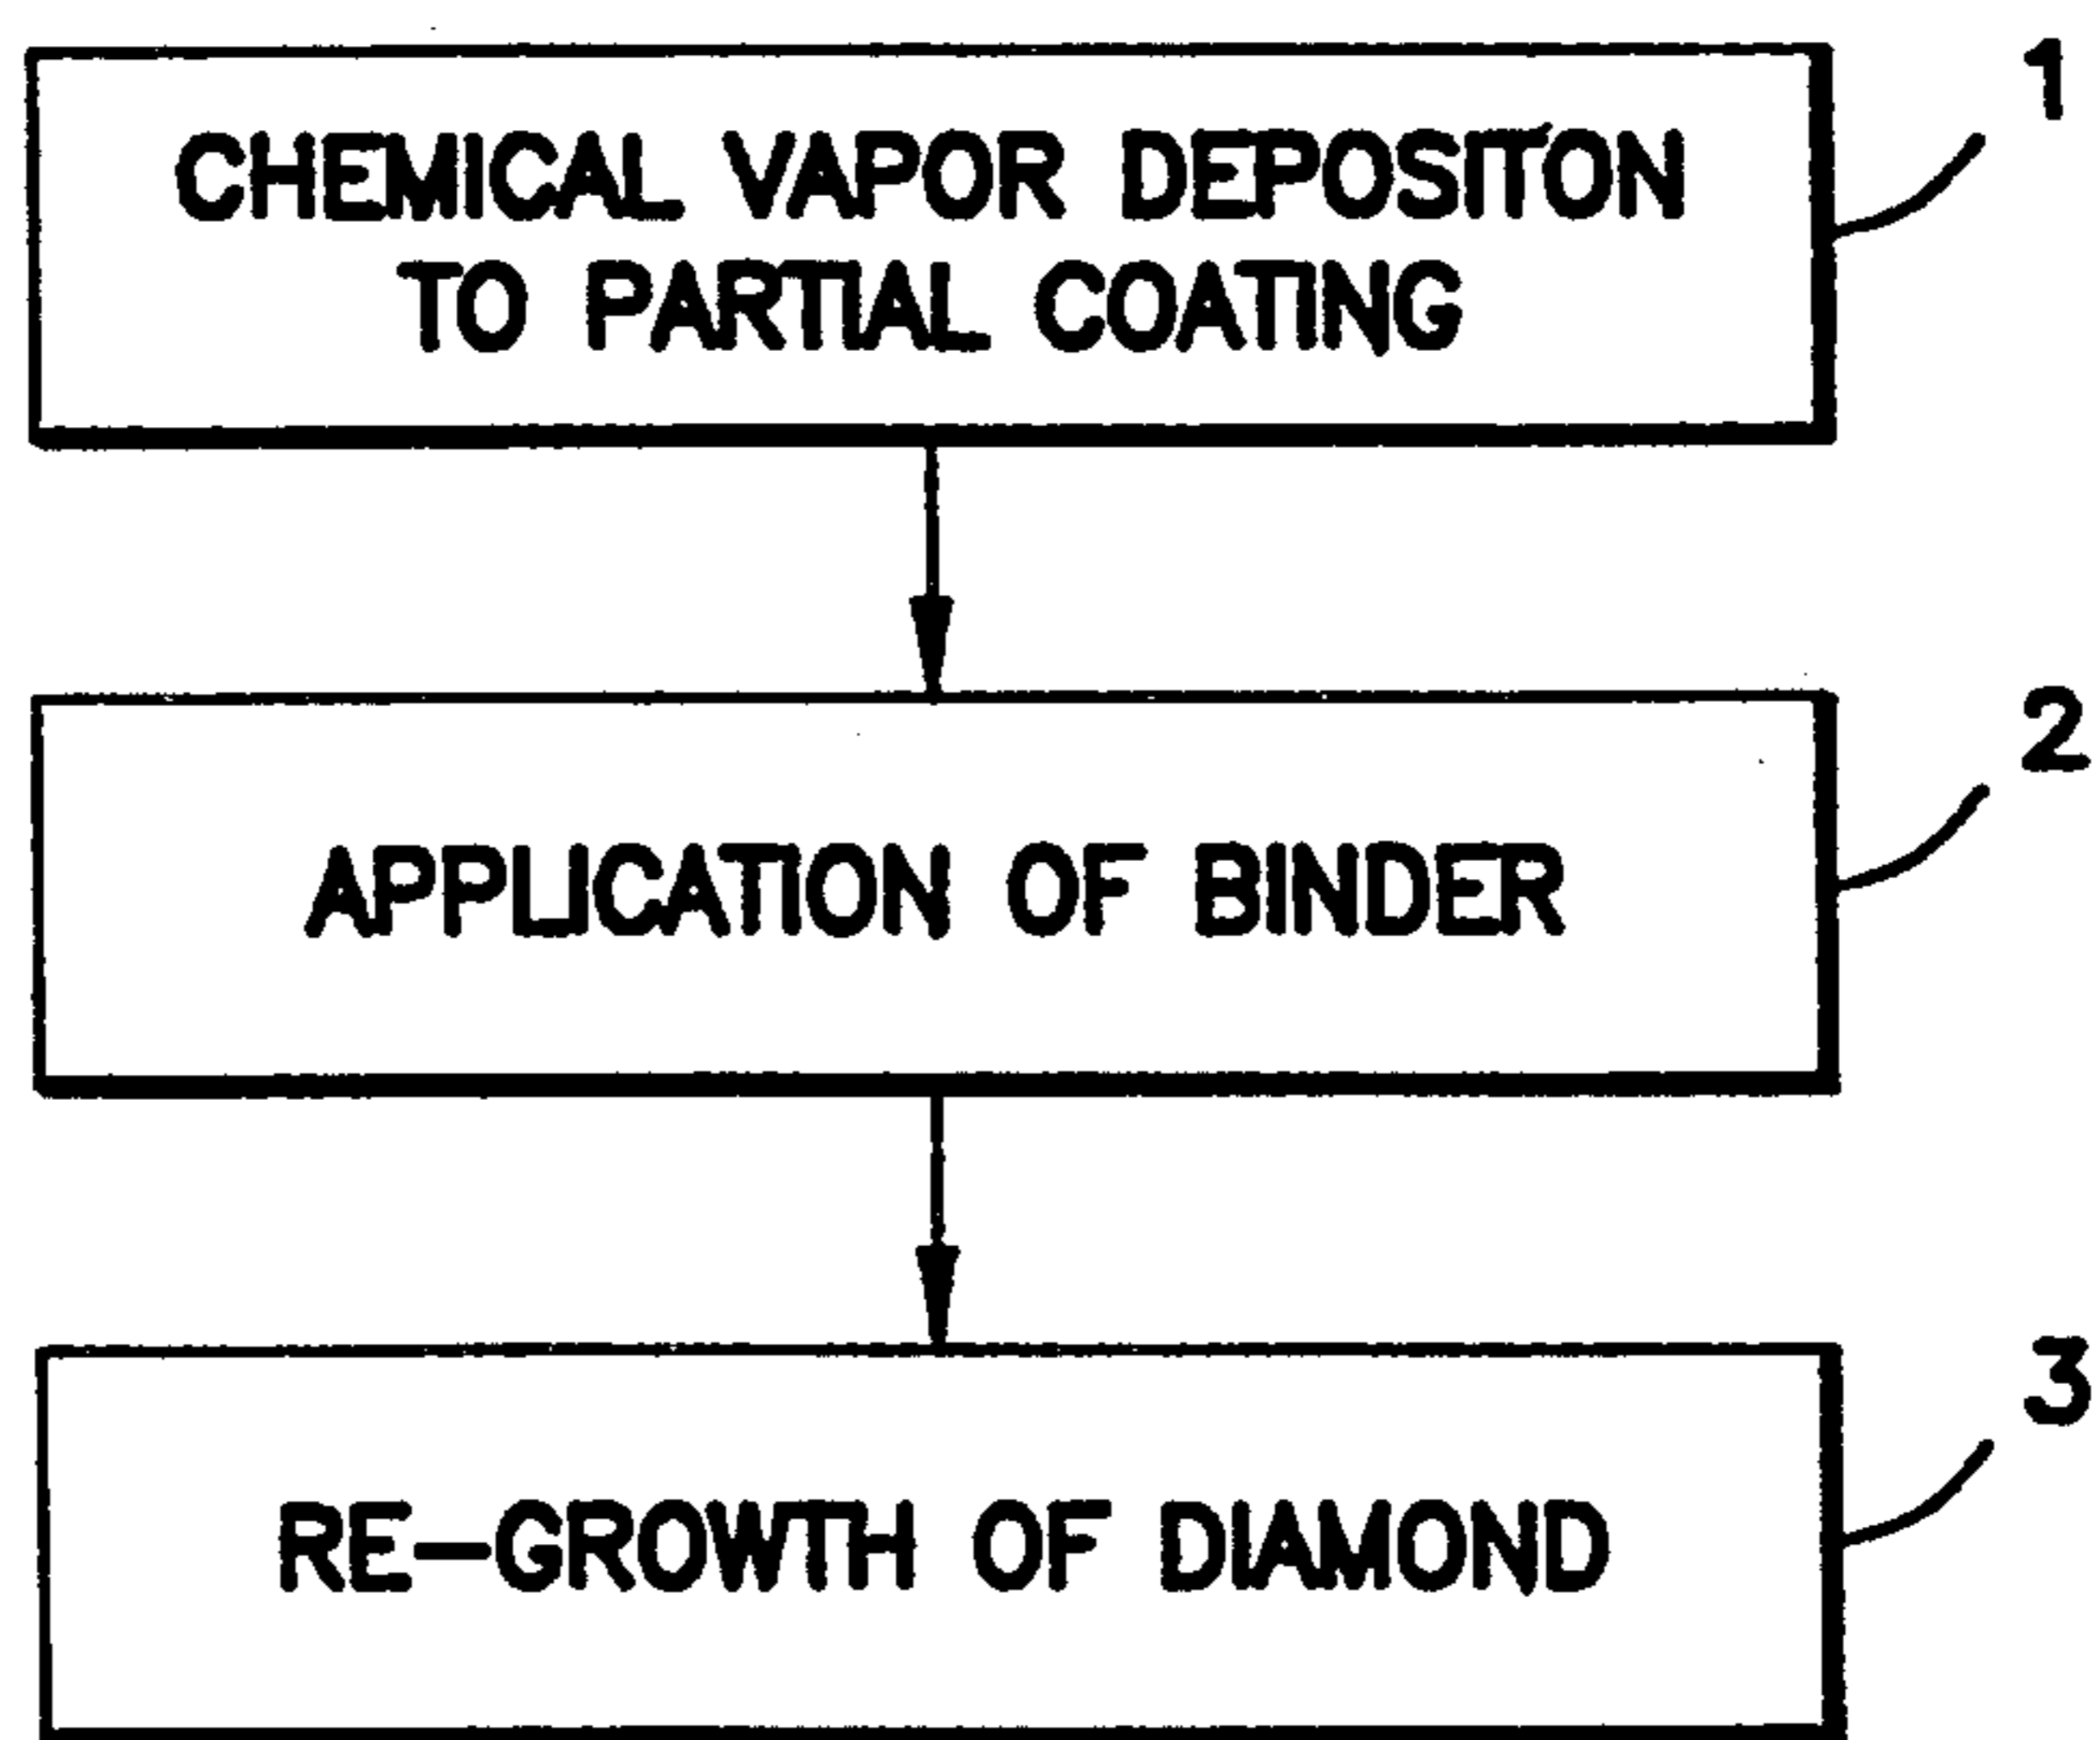 CHEMICAL VAPOR DEPOSITON
TO PARTIAL COATING
1
APPLICATION OF BINDER
2
RE-GROWTH OF DIAMOND
3